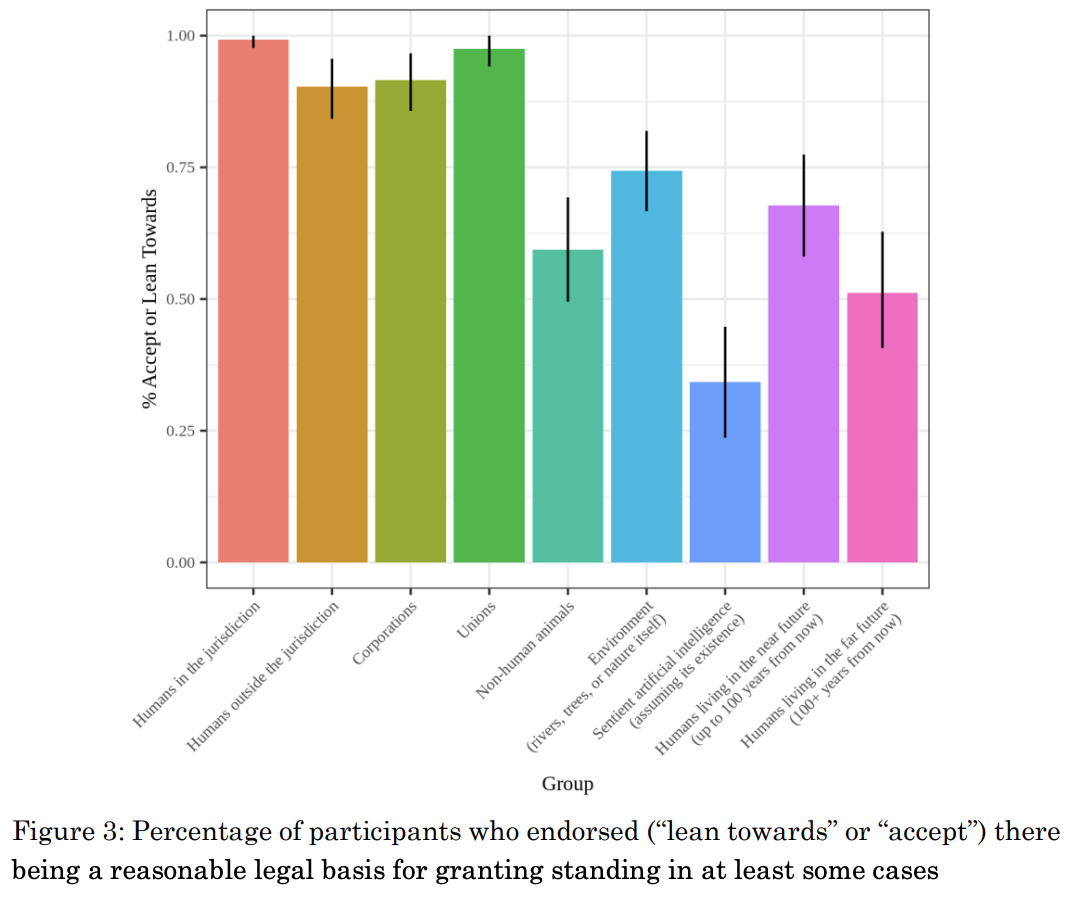 1.00
0.75
0.50
0.25
0.00
% Accept or Lean Towards
Humans in the jurisdiction
Humans outside the jurisdiction
Corporations
Unions
Non-human animals
Environment
(rivers, trees, or nature itself)
Sentient artificial intelligence
(assuming its existence)
Humans living in the near future
(up to 100 years from now)
Humans living in the far future
(100+ years from now)
Group
Figure 3: Percentage of participants who endorsed (“lean towards” or “accept”) there
being a reasonable legal basis for granting standing in at least some cases